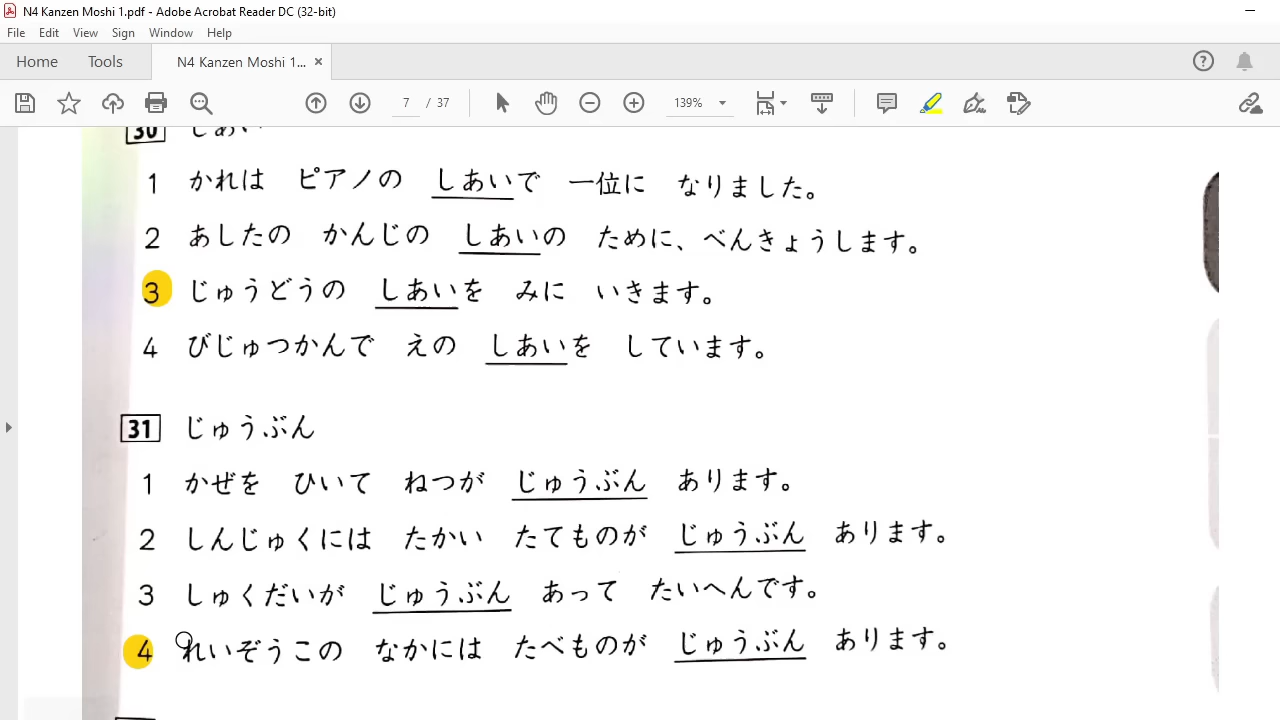 N4 Kanzen Moshi 1.pdf - Adobe Acrobat Reader DC (32-bit)
File Edit View Sign Window Help
Home Tools N4 Kanzen Moshi 1... ×
7 / 37 139%
30 しあい
1 かれは ピアノの しあいで 一位に なりました。
2 あしたの かんじの しあいの ために、べんきょうします。
3 じゅうどうの しあいを みに いきます。
4 びじゅつかんで えの しあいを しています。
31 じゅうぶん
1 かぜを ひいて ねつが じゅうぶん あります。
2 しんじゅくには たかい たてものが じゅうぶん あります。
3 しゅくだいが じゅうぶん あって たいへんです。
4 れいぞうこの なかには たべものが じゅうぶん あります。